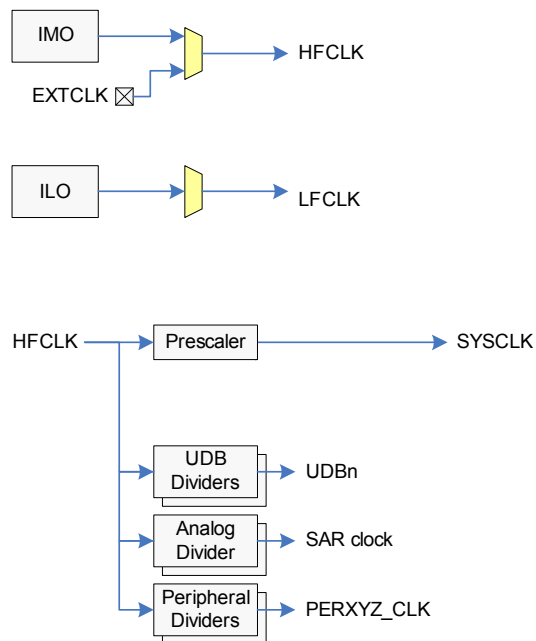 IMO
HFCLK
EXTCLK
ILO
LFCLK
HFCLK
Prescaler
SYSCLK
UDB
Dividers
UDBn
Analog
Divider
SAR clock
Peripheral
Dividers
PERXYZ_CLK